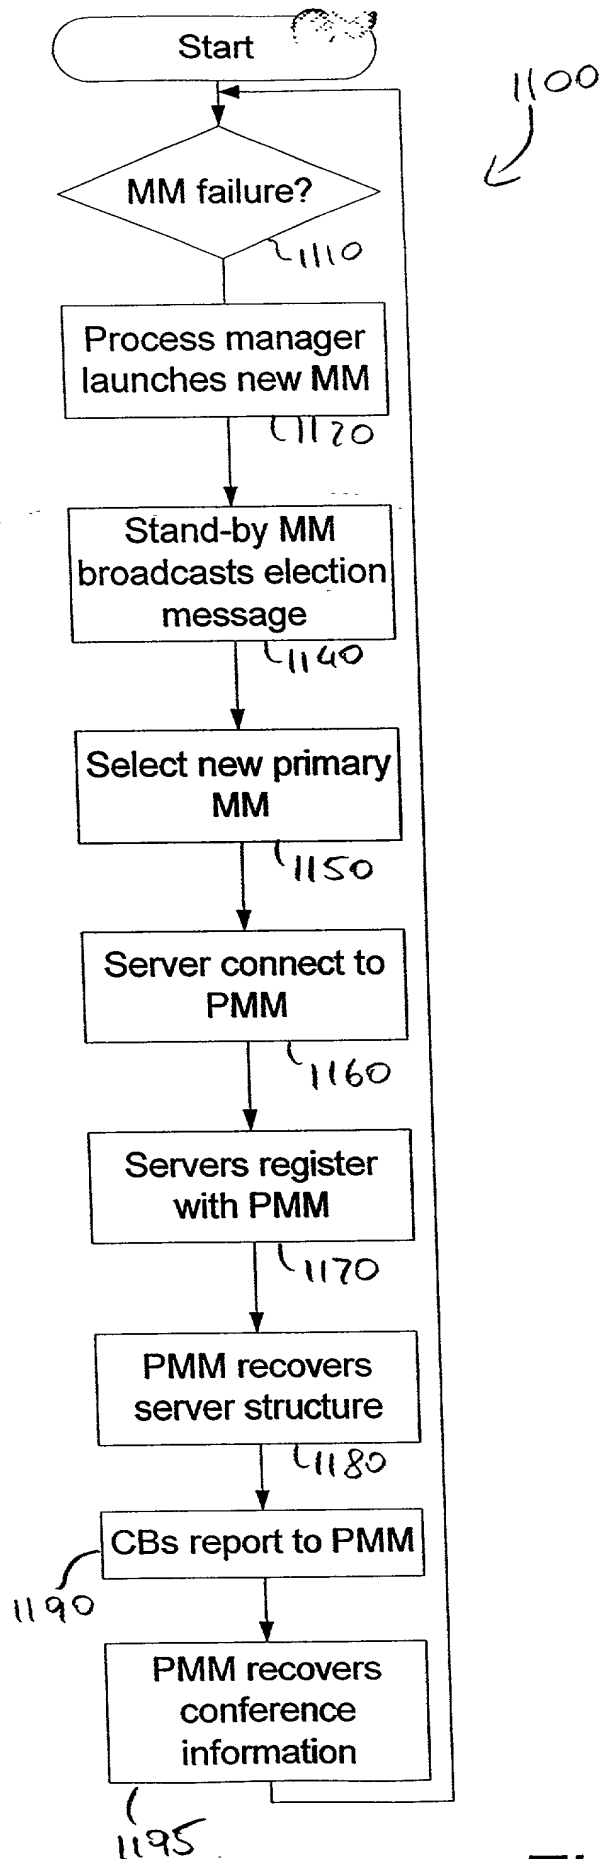 Start
1100
MM failure?
1110
Process manager
launches new MM
1120
Stand-by MM
broadcasts election
message
1140
Select new primary
MM
1150
Server connect to
PMM
1160
Servers register
with PMM
1170
PMM recovers
server structure
1180
CBs report to PMM
1190
PMM recovers
conference
information
1195